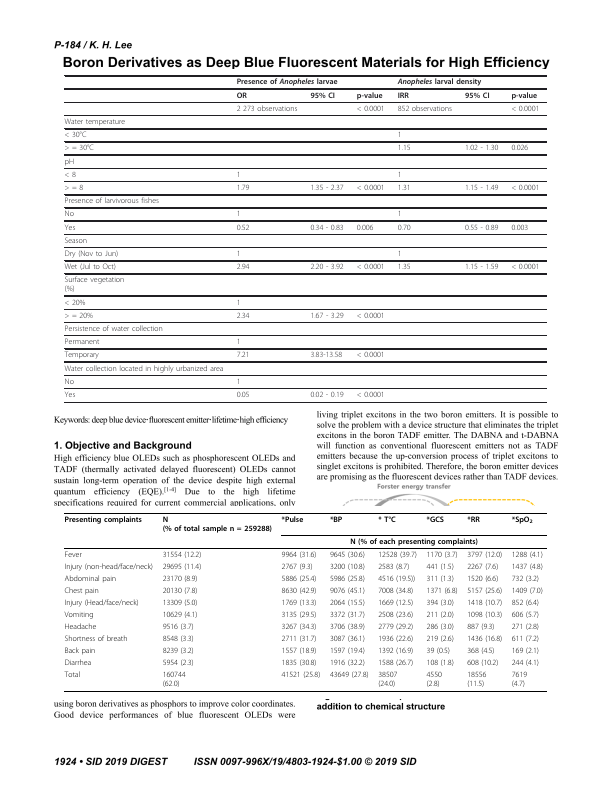 P-184 / K. H. Lee
Boron Derivatives as Deep Blue Fluorescent Materials for High Efficiency
Presence of Anopheles larvae Anopheles larval density
OR 95% CI p-value IRR 95% CI p-value
2 273 observations < 0.0001 852 observations < 0.0001
Water temperature
< 30°C 1
> = 30°C 1.15 1.02 - 1.30 0.026
pH
< 8 1 1
> = 8 1.79 1.35 - 2.37 < 0.0001 1.31 1.15 - 1.49 < 0.0001
Presence of larvivorous fishes
No 1 1
Yes 0.52 0.34 - 0.83 0.006 0.70 0.55 - 0.89 0.003
Season
Dry (Nov to Jun) 1 1
Wet (Jul to Oct) 2.94 2.20 - 3.92 < 0.0001 1.35 1.15 - 1.59 < 0.0001
Surface vegetation
(%)
< 20% 1
> = 20% 2.34 1.67 - 3.29 < 0.0001
Persistence of water collection
Permanent 1
Temporary 7.21 3.83-13.58 < 0.0001
Water collection located in highly urbanized area
No 1
Yes 0.05 0.02 - 0.19 < 0.0001
Keywords: deep blue device·fluorescent emitter·lifetime·high efficiency
1. Objective and Background
High efficiency blue OLEDs such as phosphorescent OLEDs and
TADF (thermally activated delayed fluorescent) OLEDs cannot
sustain long-term operation of the device despite high external
quantum efficiency (EQE).[1-4] Due to the high lifetime
specifications required for current commercial applications, only
living triplet excitons in the two boron emitters. It is possible to
solve the problem with a device structure that eliminates the triplet
excitons in the boron TADF emitter. The DABNA and t-DABNA
will function as conventional fluorescent emitters not as TADF
emitters because the up-conversion process of triplet excitons to
singlet excitons is prohibited. Therefore, the boron emitter devices
are promising as the fluorescent devices rather than TADF devices.
Forster energy transfer
Presenting complaints N *Pulse *BP * T°C *GCS *RR *SpO2
(% of total sample n = 259288)
N (% of each presenting complaints)
Fever 31554 (12.2) 9964 (31.6) 9645 (30.6) 12528 (39.7) 1170 (3.7) 3797 (12.0) 1288 (4.1)
Injury (non-head/face/neck) 29695 (11.4) 2767 (9.3) 3200 (10.8) 2583 (8.7) 441 (1.5) 2267 (7.6) 1437 (4.8)
Abdominal pain 23170 (8.9) 5886 (25.4) 5986 (25.8) 4516 (19.5)) 311 (1.3) 1520 (6.6) 732 (3.2)
Chest pain 20130 (7.8) 8630 (42.9) 9076 (45.1) 7008 (34.8) 1371 (6.8) 5157 (25.6) 1409 (7.0)
Injury (Head/face/neck) 13309 (5.0) 1769 (13.3) 2064 (15.5) 1669 (12.5) 394 (3.0) 1418 (10.7) 852 (6.4)
Vomiting 10629 (4.1) 3135 (29.5) 3372 (31.7) 2508 (23.6) 211 (2.0) 1098 (10.3) 606 (5.7)
Headache 9516 (3.7) 3267 (34.3) 3706 (38.9) 2779 (29.2) 286 (3.0) 887 (9.3) 271 (2.8)
Shortness of breath 8548 (3.3) 2711 (31.7) 3087 (36.1) 1936 (22.6) 219 (2.6) 1436 (16.8) 611 (7.2)
Back pain 8239 (3.2) 1557 (18.9) 1597 (19.4) 1392 (16.9) 39 (0.5) 368 (4.5) 169 (2.1)
Diarrhea 5954 (2.3) 1835 (30.8) 1916 (32.2) 1588 (26.7) 108 (1.8) 608 (10.2) 244 (4.1)
Total 160744 41521 (25.8) 43649 (27.8) 38507 4550 18556 7619
(62.0) (24.0) (2.8) (11.5) (4.7)
using boron derivatives as phosphors to improve color coordinates.
Good device performances of blue fluorescent OLEDs were
addition to chemical structure
1924 • SID 2019 DIGEST ISSN 0097-996X/19/4803-1924-$1.00 © 2019 SID